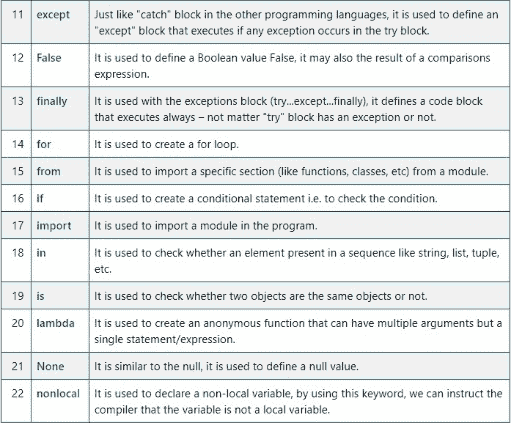 11 except Just like "catch" block in the other programming languages, it is used to define an
"except" block that executes if any exception occurs in the try block.
12 False It is used to define a Boolean value False, it may also the result of a comparisons
expression.
13 finally It is used with the exceptions block (try...except...finally), it defines a code block
that executes always – not matter "try" block has an exception or not.
14 for It is used to create a for loop.
15 from It is used to import a specific section (like functions, classes, etc) from a module.
16 if It is used to create a conditional statement i.e. to check the condition.
17 import It is used to import a module in the program.
18 in It is used to check whether an element present in a sequence like string, list, tuple,
etc.
19 is It is used to check whether two objects are the same objects or not.
20 lambda It is used to create an anonymous function that can have multiple arguments but a
single statement/expression.
21 None It is similar to the null, it is used to define a null value.
22 nonlocal It is used to declare a non-local variable, by using this keyword, we can instruct the
compiler that the variable is not a local variable.